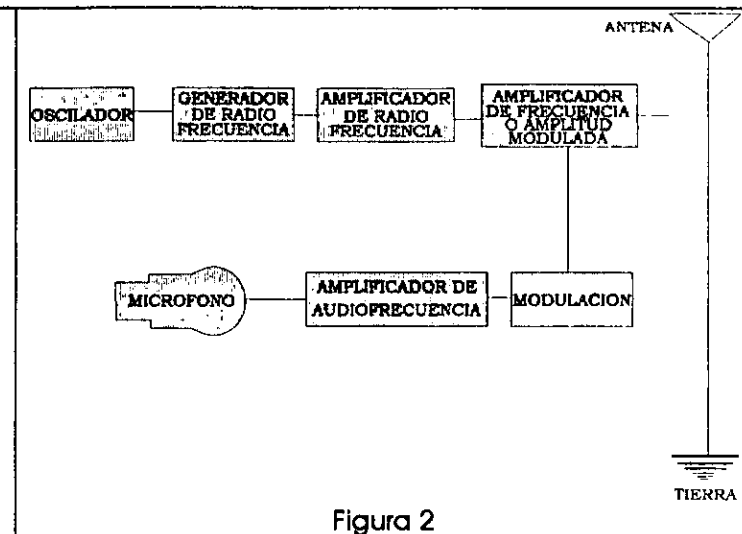 ANTENA
OSCILADOR
GENERADOR
DE RADIO
FRECUENCIA
AMPLIFICADOR
DE RADIO
FRECUENCIA
AMPLIFICADOR
DE FRECUENCIA
O AMPLITUD
MODULADA
MICROFONO
AMPLIFICADOR DE
AUDIOFRECUENCIA
MODULACION
TIERRA
Figura 2